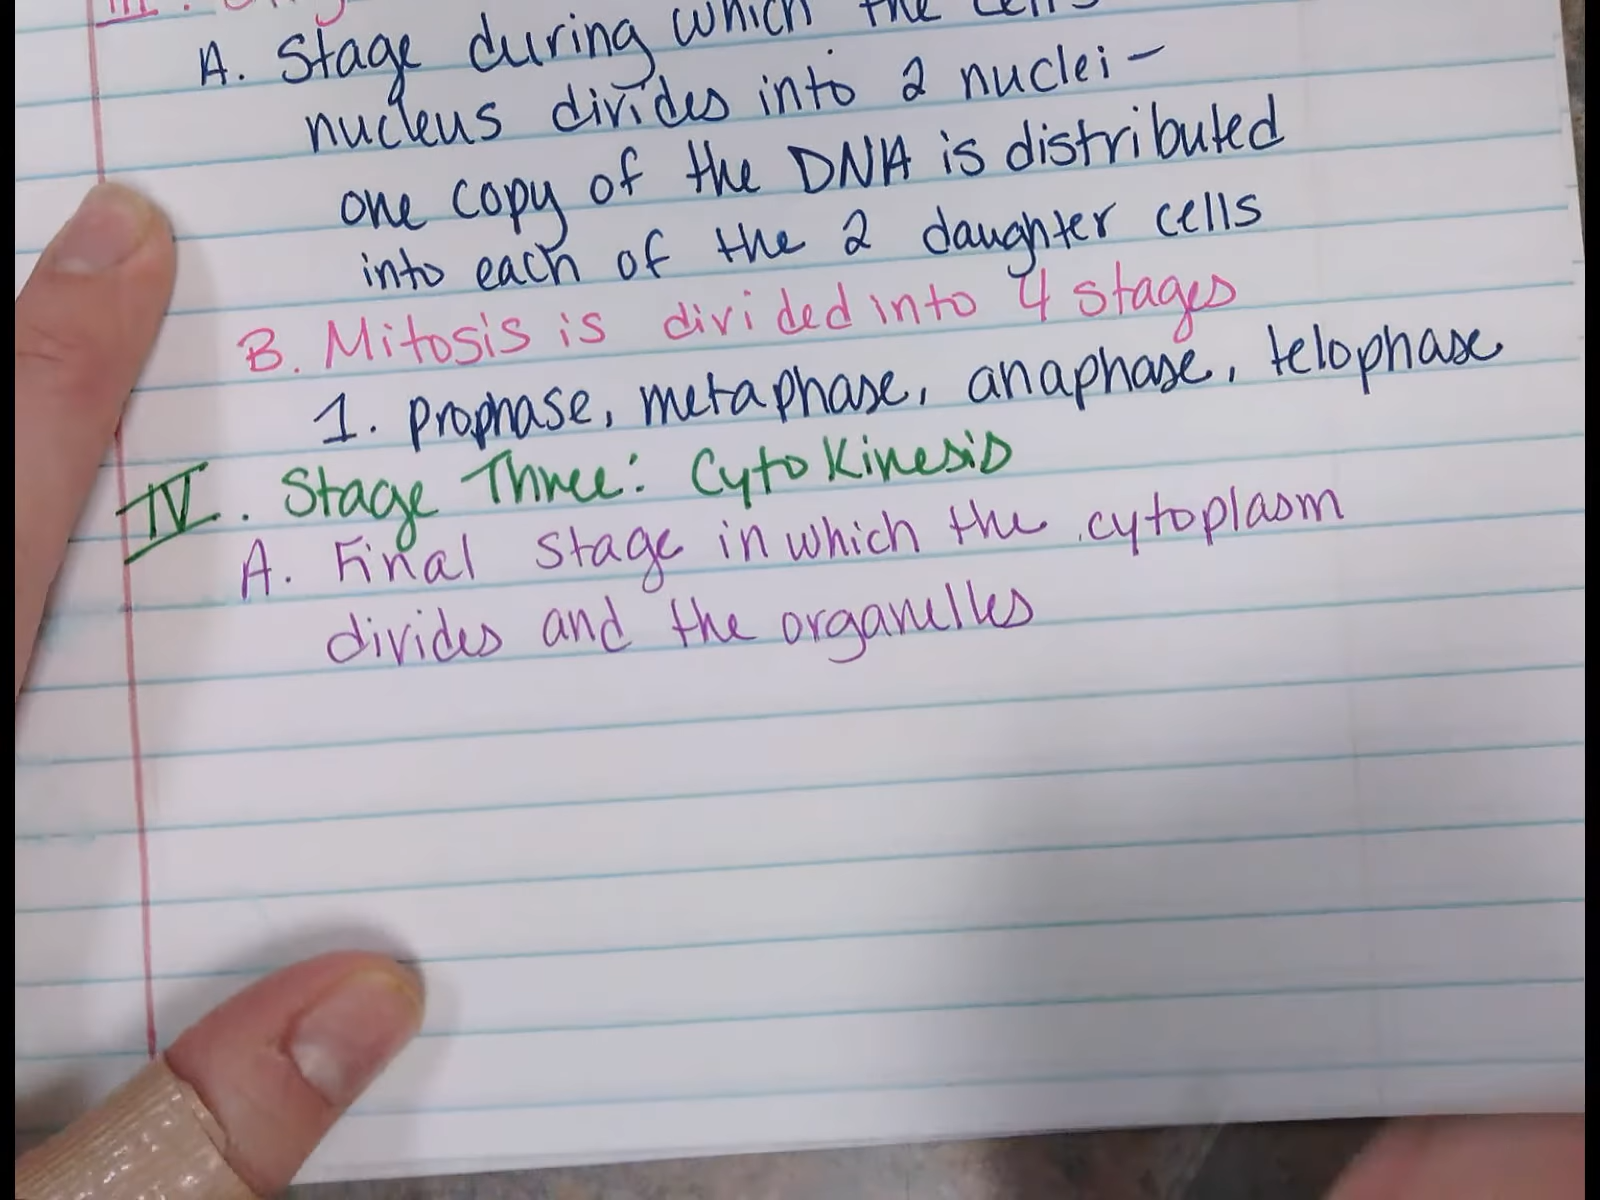 III.
A. Stage during which the cells
nucleus divides into 2 nuclei-
one copy of the DNA is distributed
into each of the 2 daughter cells
B. Mitosis is divided into 4 stages
1. prophase, metaphase, anaphase, telophase
IV. Stage Three: CytoKinesis
A. Final stage in which the cytoplasm
divides and the organelles